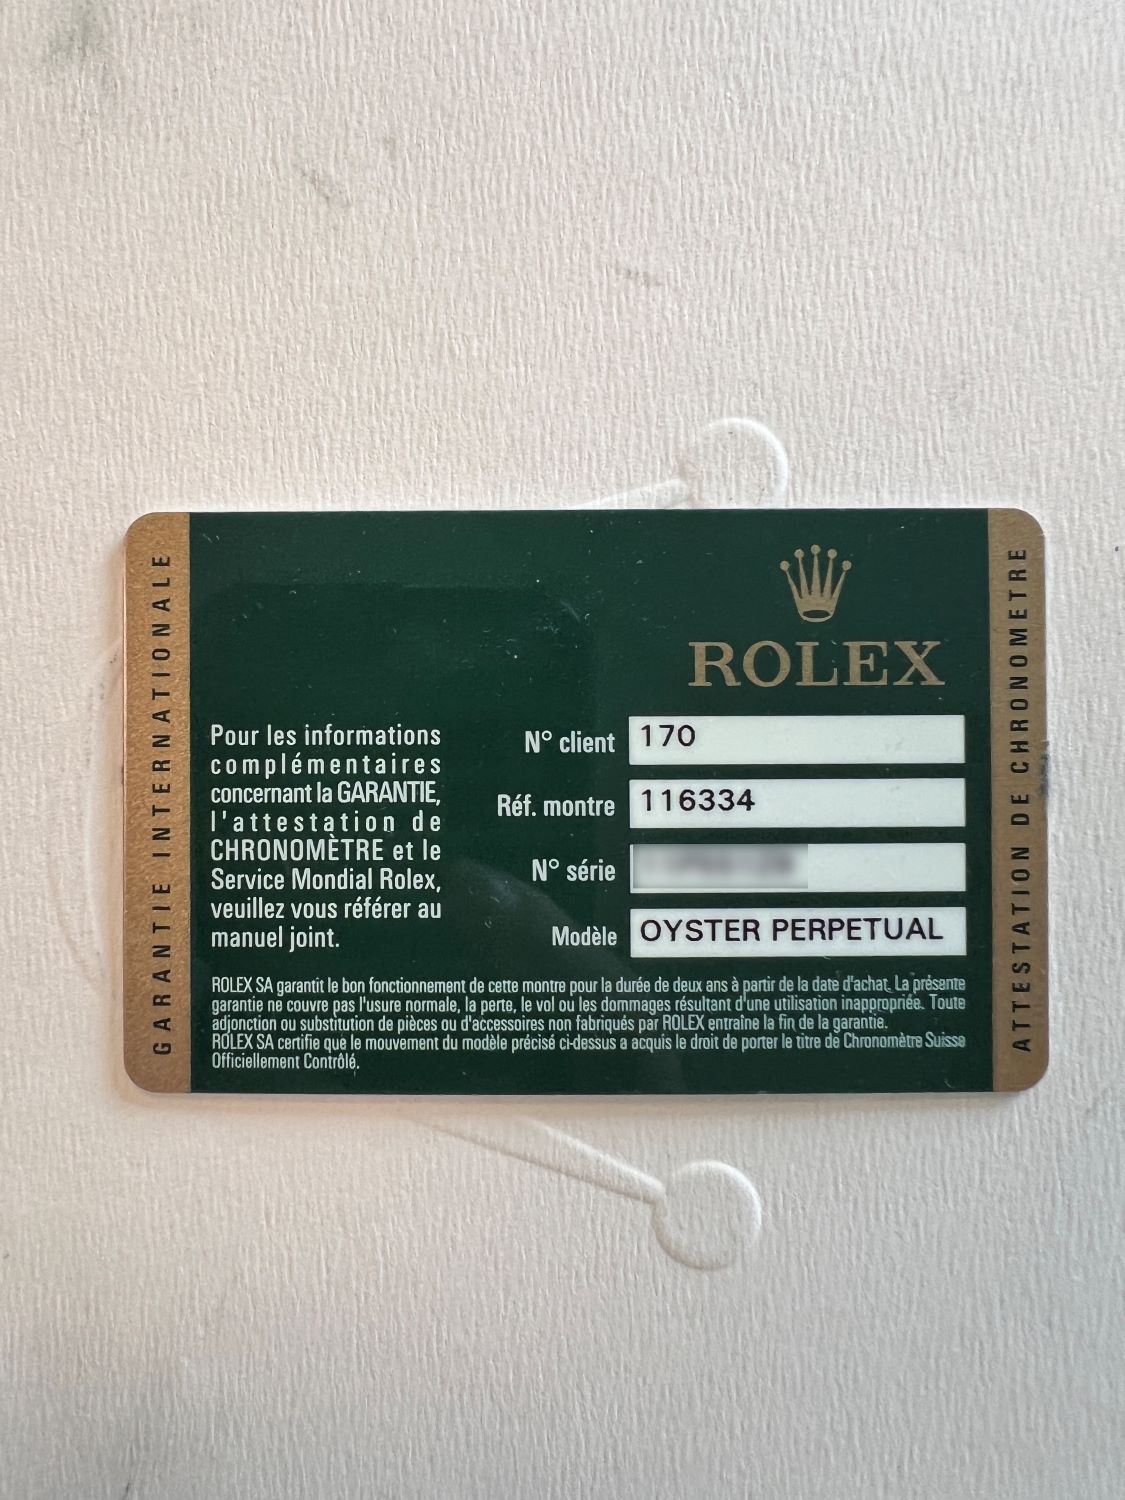 GARANTIE INTERNATIONALE
ROLEX
Pour les informations
complémentaires
concernant la GARANTIE,
l'attestation de
CHRONOMÈTRE et le
Service Mondial Rolex,
veuillez vous référer au
manuel joint.
N° client 170
Réf. montre 116334
N° série
Modèle OYSTER PERPETUAL
ROLEX SA garantit le bon fonctionnement de cette montre pour la durée de deux ans à partir de la date d'achat. La présente
garantie ne couvre pas l'usure normale, la perte, le vol ou les dommages résultant d'une utilisation inappropriée. Toute
adjonction ou substitution de pièces ou d'accessoires non fabriqués par ROLEX entraîne la fin de la garantie.
ROLEX SA certifie que le mouvement du modèle précisé ci-dessus a acquis le droit de porter le titre de Chronomètre Suisse
Officiellement Contrôlé.
ATTESTATION DE CHRONOMETRE